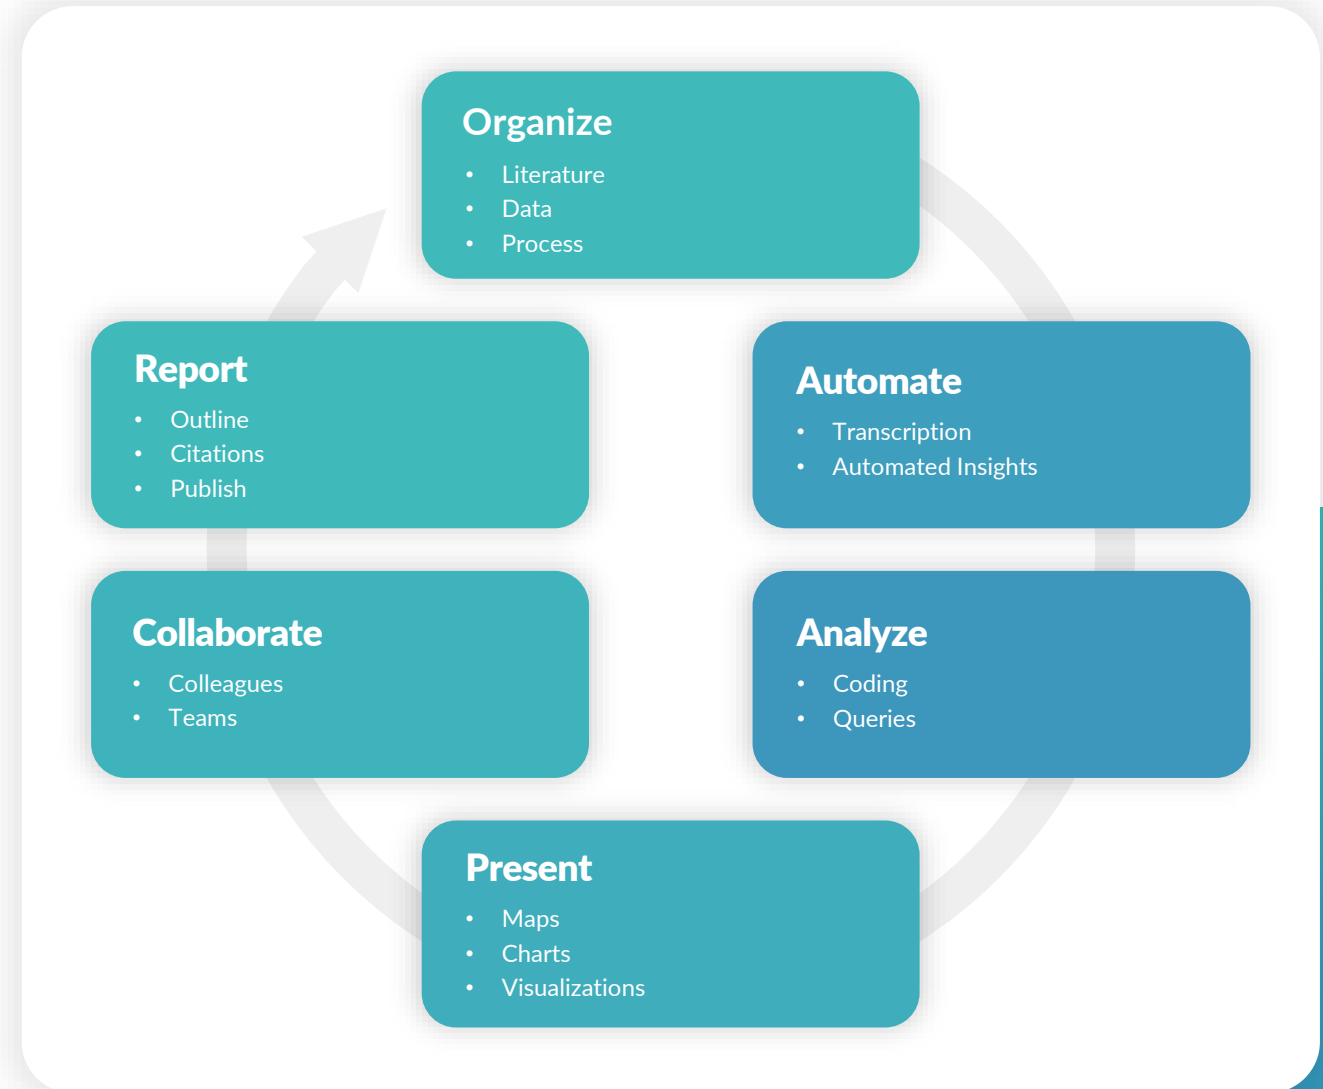 Organize
• Literature
• Data
• Process
Automate
• Transcription
• Automated Insights
Analyze
• Coding
• Queries
Present
• Maps
• Charts
• Visualizations
Collaborate
• Colleagues
• Teams
Report
• Outline
• Citations
• Publish